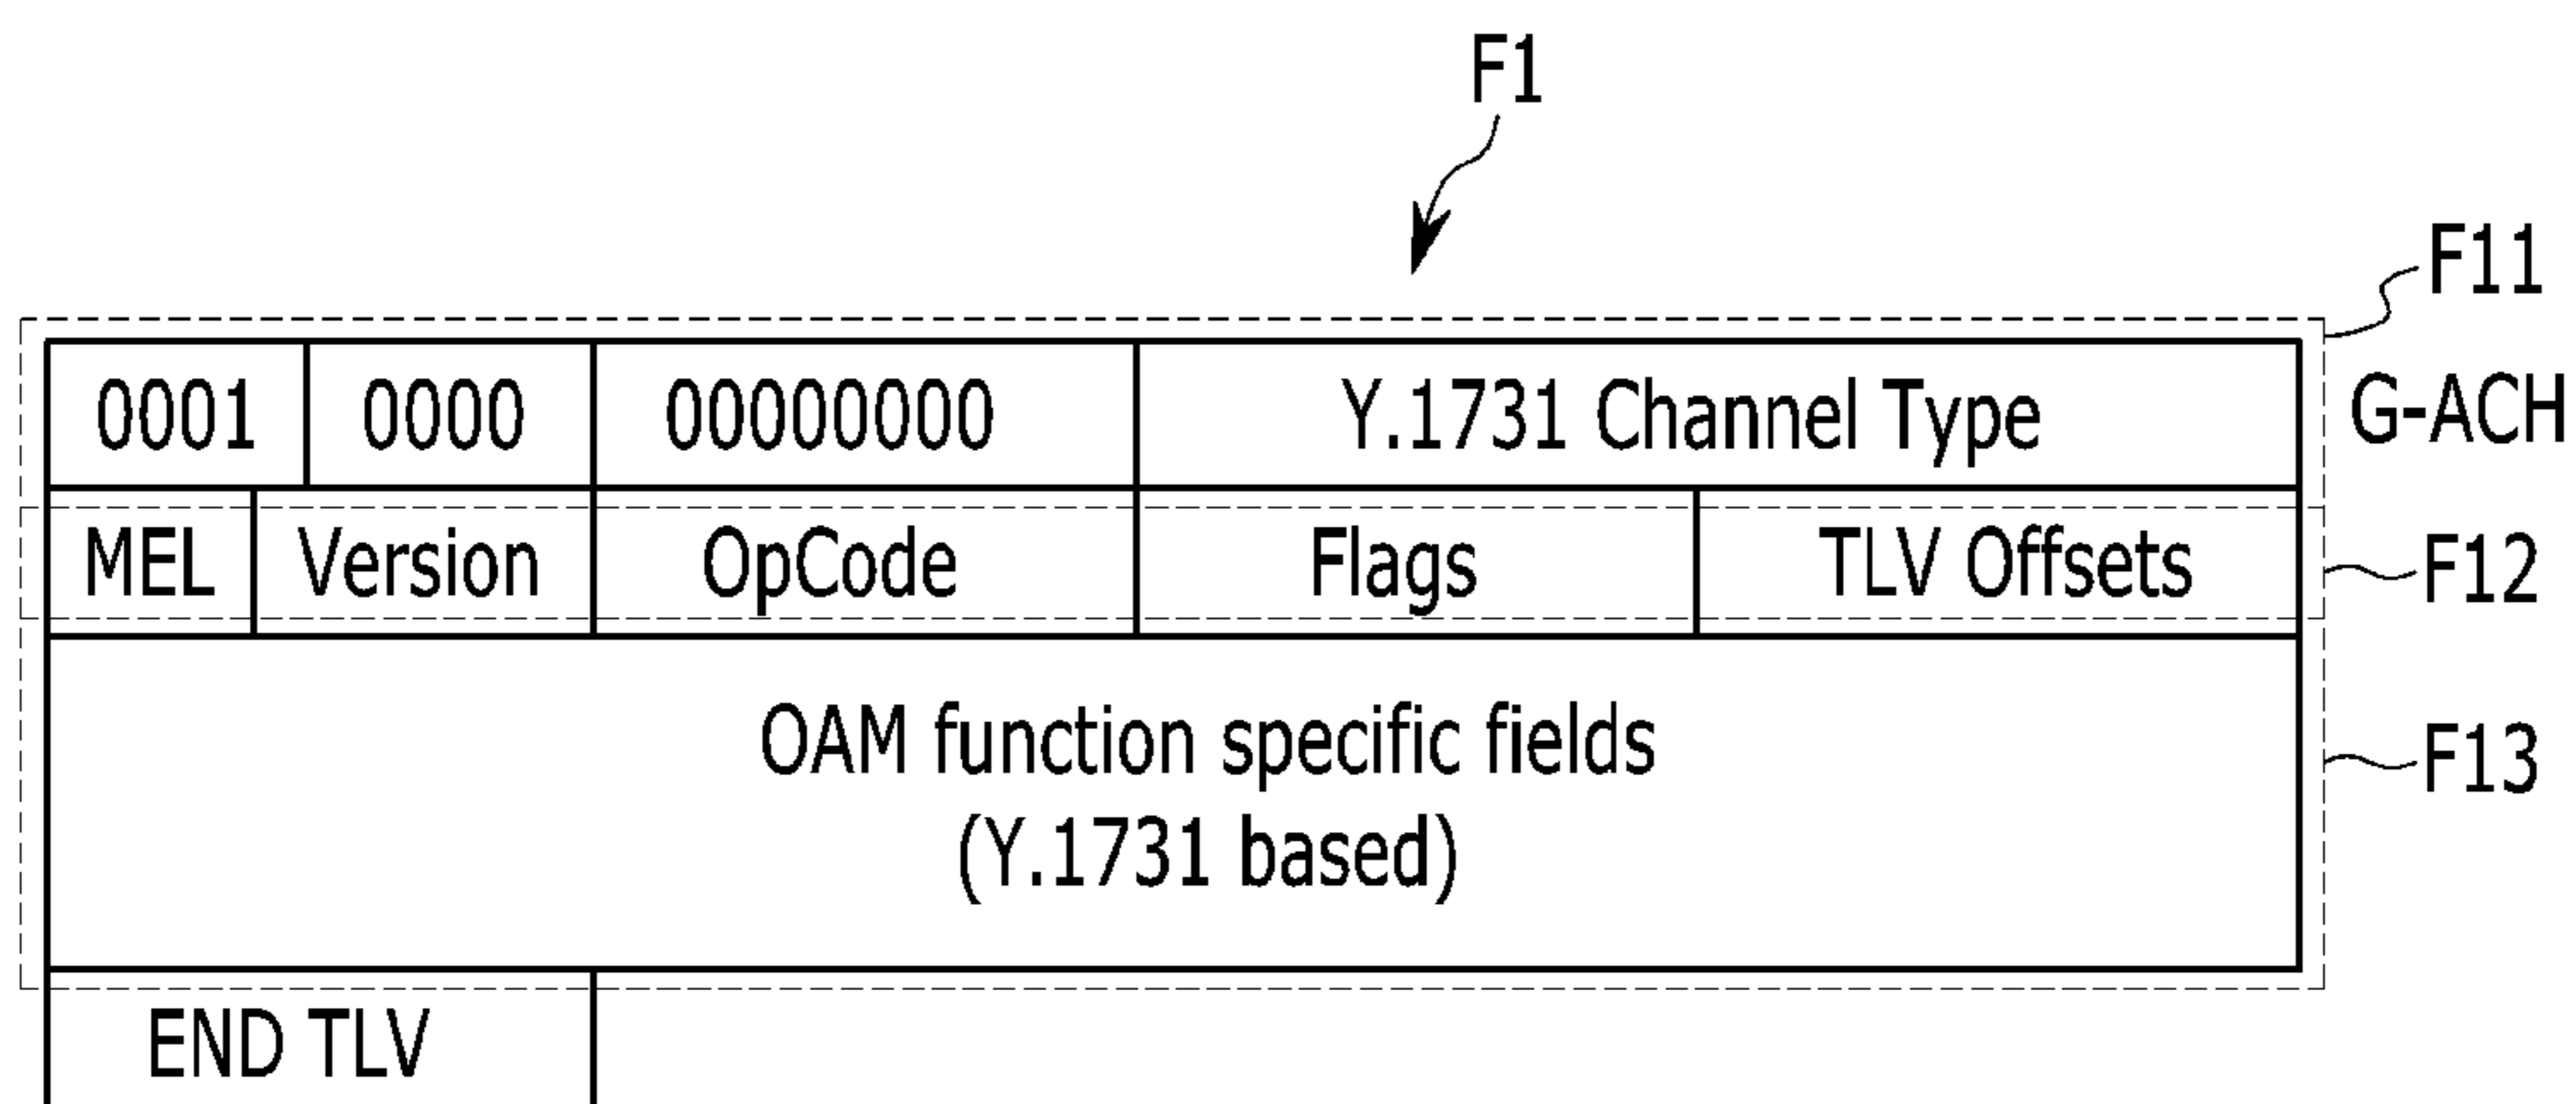 F1
F11
0001 0000 00000000 Y.1731 Channel Type G-ACH
MEL Version OpCode Flags TLV Offsets F12
OAM function specific fields F13
(Y.1731 based)
END TLV